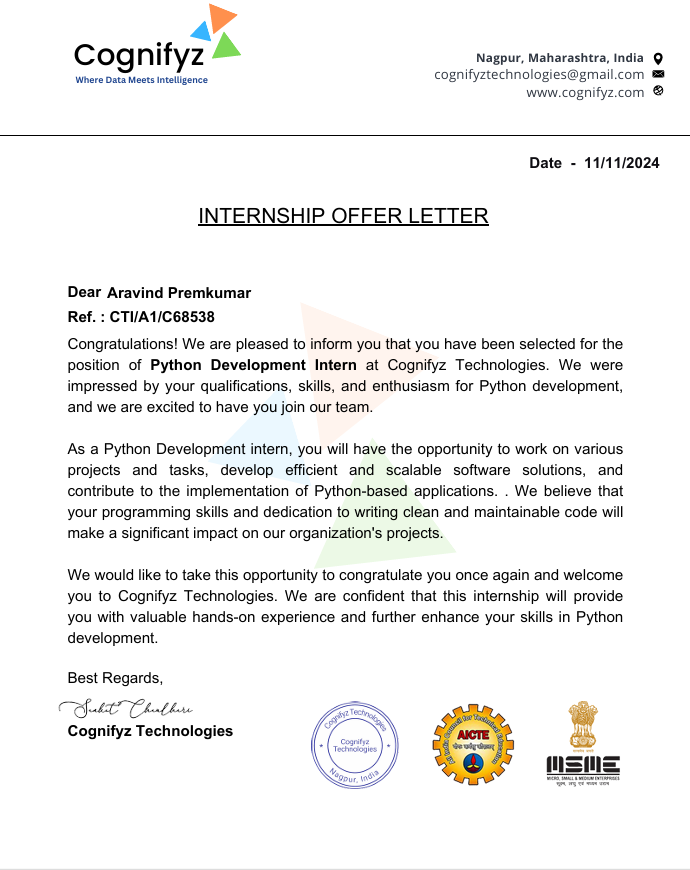 Cognifyz
Where Data Meets Intelligence
Nagpur, Maharashtra, India
cognifyztechnologies@gmail.com
www.cognifyz.com
Date - 11/11/2024
INTERNSHIP OFFER LETTER
Dear Aravind Premkumar
Ref. : CTI/A1/C68538
Congratulations! We are pleased to inform you that you have been selected for the
position of Python Development Intern at Cognifyz Technologies. We were
impressed by your qualifications, skills, and enthusiasm for Python development,
and we are excited to have you join our team.
As a Python Development intern, you will have the opportunity to work on various
projects and tasks, develop efficient and scalable software solutions, and
contribute to the implementation of Python-based applications. . We believe that
your programming skills and dedication to writing clean and maintainable code will
make a significant impact on our organization's projects.
We would like to take this opportunity to congratulate you once again and welcome
you to Cognifyz Technologies. We are confident that this internship will provide
you with valuable hands-on experience and further enhance your skills in Python
development.
Best Regards,
Cognifyz Technologies
Cognifyz Technologies
Cognifyz
Technologies
Nagpur, India
All India Council for Technical Education
AICTE
MSME
MICRO, SMALL & MEDIUM ENTERPRISES
सूक्ष्म, लघु एवं मध्यम उद्यम